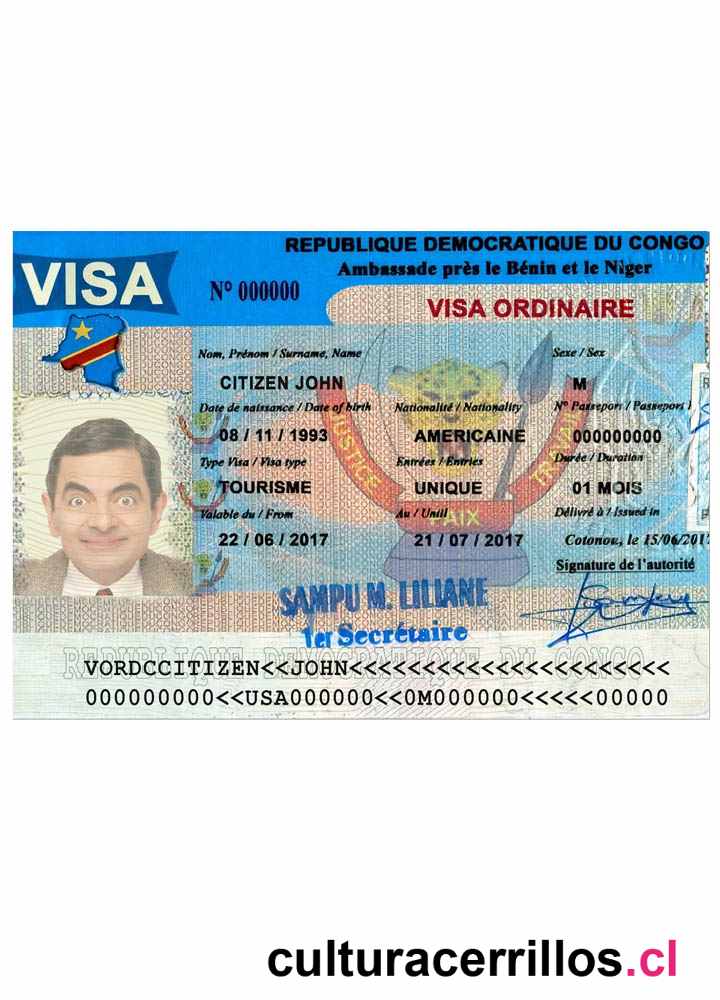 REPUBLIQUE DEMOCRATIQUE DU CONGO
Ambassade près le Bénin et le Niger
VISA
N° 000000
VISA ORDINAIRE
Nom, Prénom / Surname, Name
Sexe / Sex
CITIZEN JOHN
M
Date de naissance / Date of birth
Nationalité / Nationality
N° Passeport / Passeport
08 / 11 / 1993
AMERICAINE
000000000
Type Visa / Visa type
Entrées / Entries
Durée / Duration
TOURISME
UNIQUE
01 MOIS
Valable du / From
Au / Until
Délivré à / Issued in
22 / 06 / 2017
21 / 07 / 2017
Cotonou, le 15/06/2017
Signature de l'autorité
JUSTICE
PAIX
TRAVAIL
SAMPU M. LILIANE
1er Secrétaire
REPUBLIQUE DEMOCRATIQUE DU CONGO
VORDCCITIZEN<<JOHN<<<<<<<<<<<<<<<<<<<<<<
000000000<<USA000000<<0M000000<<<<<00000
culturacerrillos.cl